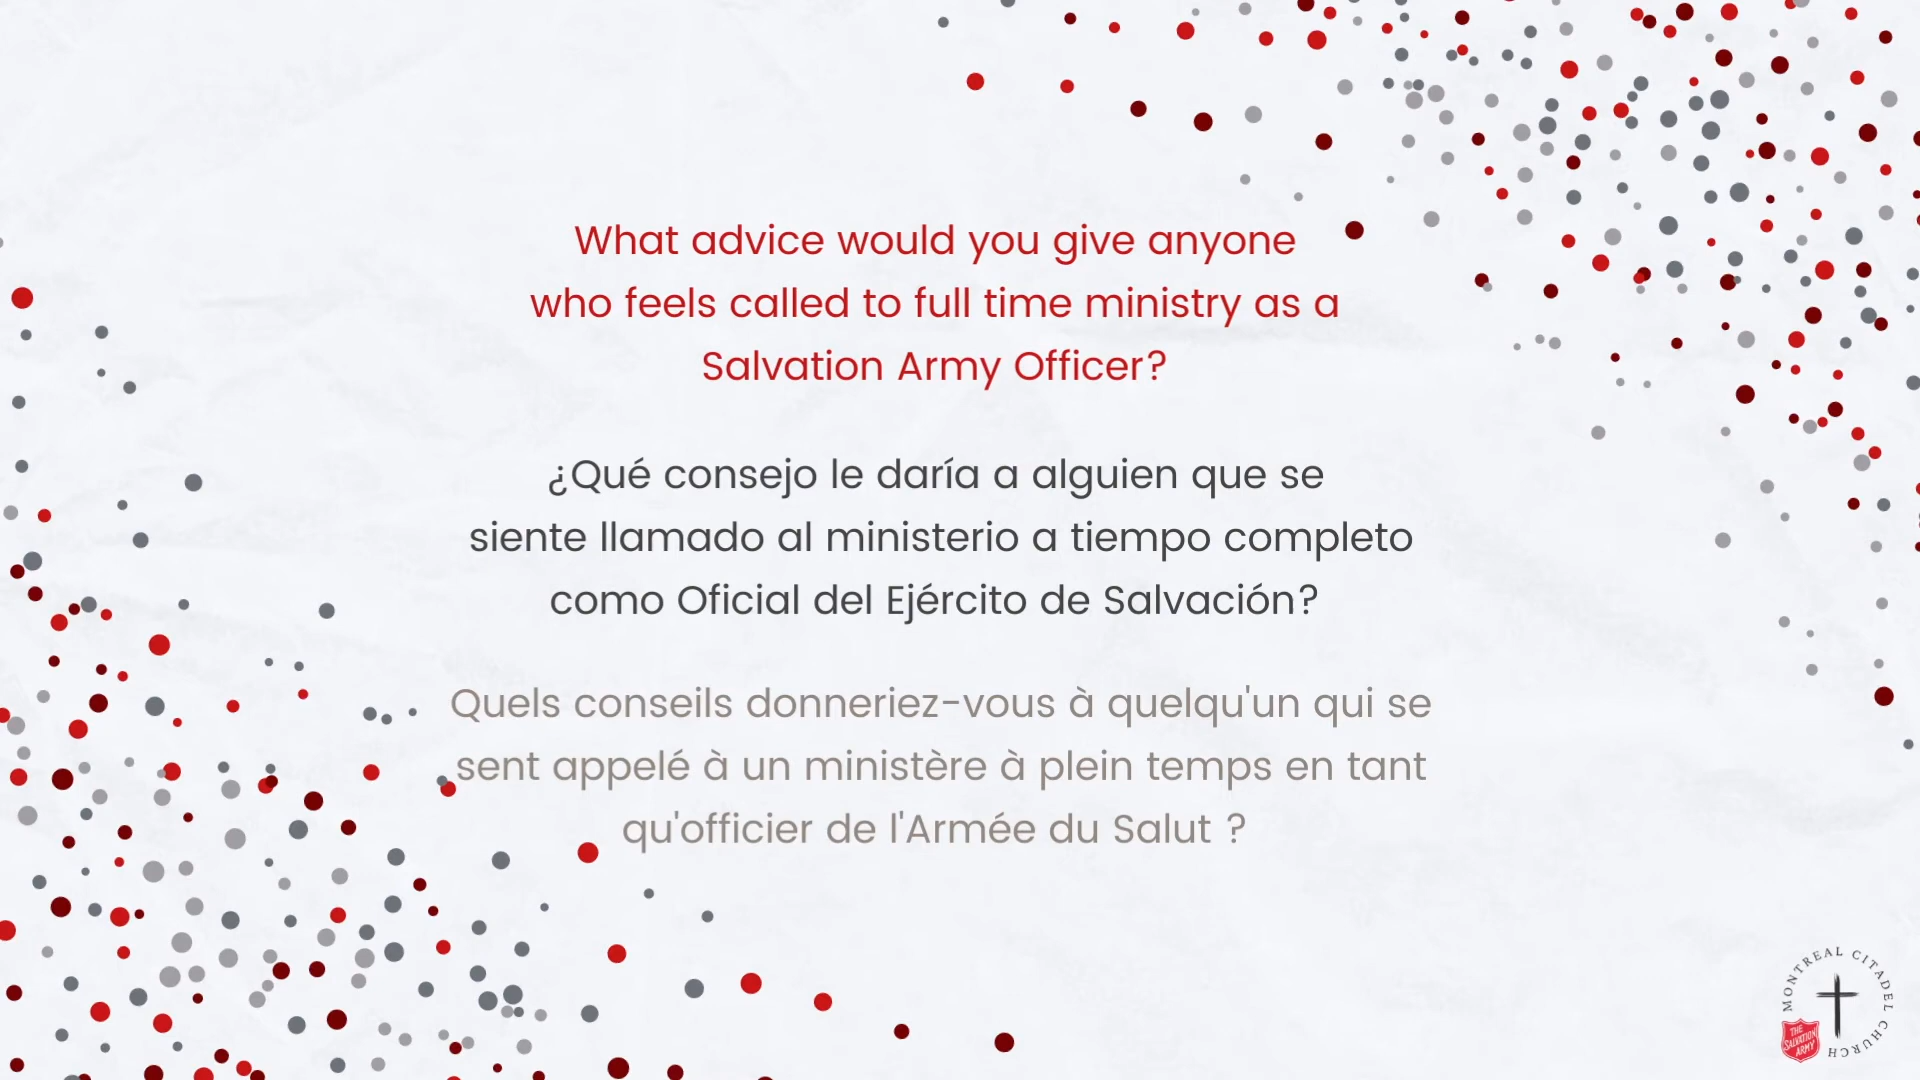 What advice would you give anyone
who feels called to full time ministry as a
Salvation Army Officer?
¿Qué consejo le daría a alguien que se
siente llamado al ministerio a tiempo completo
como Oficial del Ejército de Salvación?
Quels conseils donneriez-vous à quelqu'un qui se
sent appelé à un ministère à plein temps en tant
qu'officier de l'Armée du Salut ?
MONTREAL CITADEL CHURCH
THE
SALVATION
ARMY